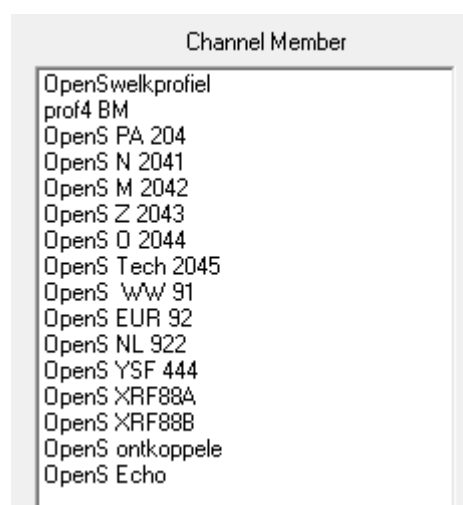 Channel Member
OpenSwelkprofiel
prof4 BM
OpenS PA 204
OpenS N 2041
OpenS M 2042
OpenS Z 2043
OpenS O 2044
OpenS Tech 2045
OpenS  WW 91
OpenS EUR 92
OpenS NL 922
OpenS YSF 444
OpenS XRF88A
OpenS XRF88B
OpenS ontkoppele
OpenS Echo